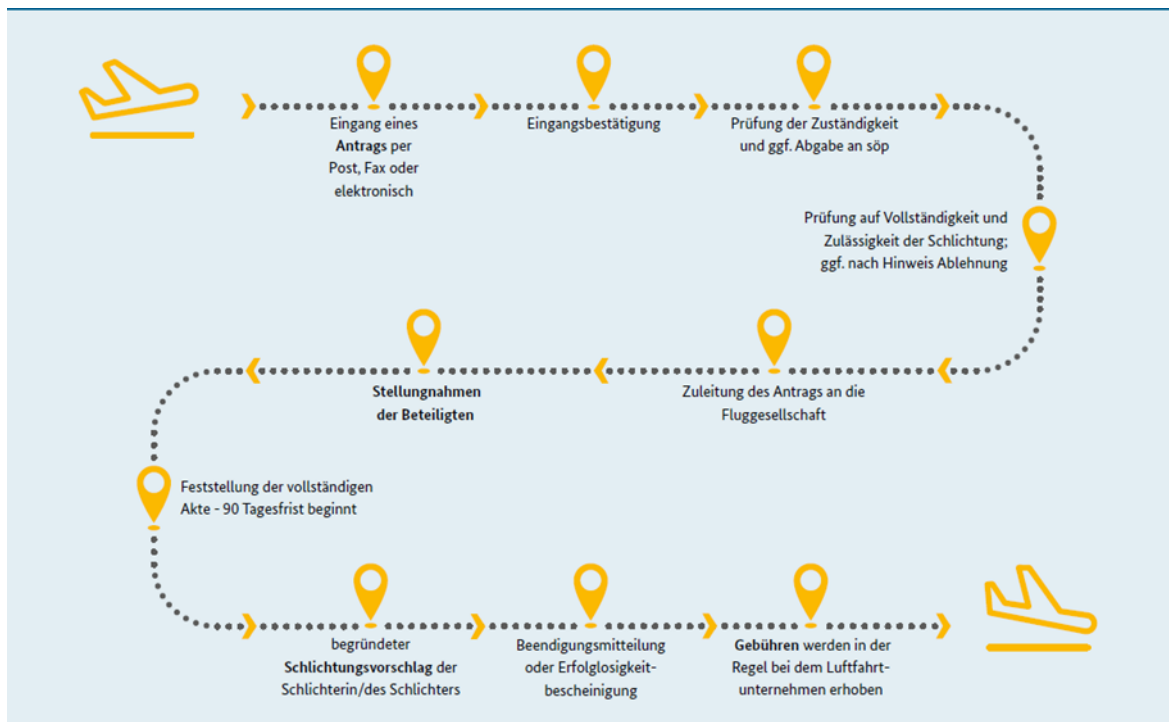 Eingang eines
Antrags per
Post, Fax oder
elektronisch
Eingangsbestätigung
Prüfung der Zuständigkeit
und ggf. Abgabe an söp
Prüfung auf Vollständigkeit und
Zulässigkeit der Schlichtung;
ggf. nach Hinweis Ablehnung
Zuleitung des Antrags an die
Fluggesellschaft
Stellungnahmen
der Beteiligten
Feststellung der vollständigen
Akte - 90 Tagesfrist beginnt
begründeter
Schlichtungsvorschlag der
Schlichterin/des Schlichters
Beendigungsmitteilung
oder Erfolglosigkeit-
bescheinigung
Gebühren werden in der
Regel bei dem Luftfahrt-
unternehmen erhoben